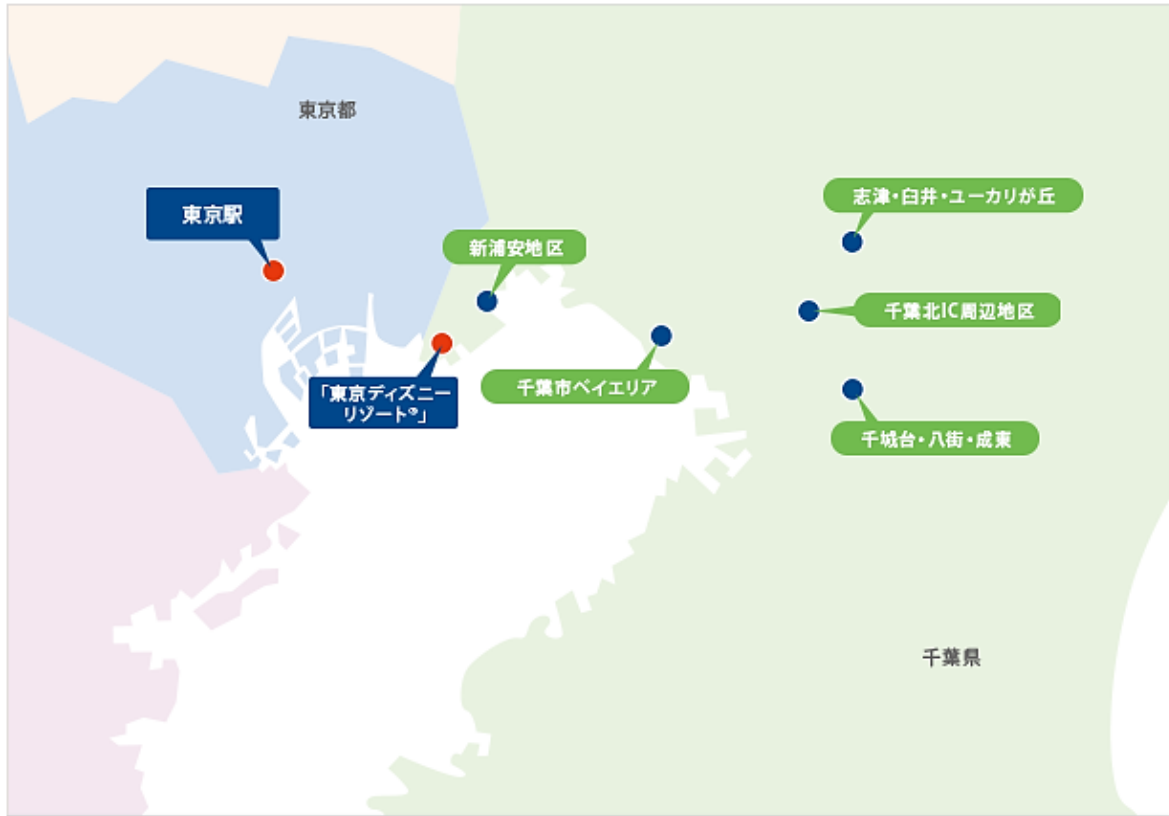 東京都
東京駅
志津・臼井・ユーカリが丘
新浦安地区
千葉北IC周辺地区
「東京ディズニー
リゾート®」
千葉市ベイエリア
千城台・八街・成東
千葉県